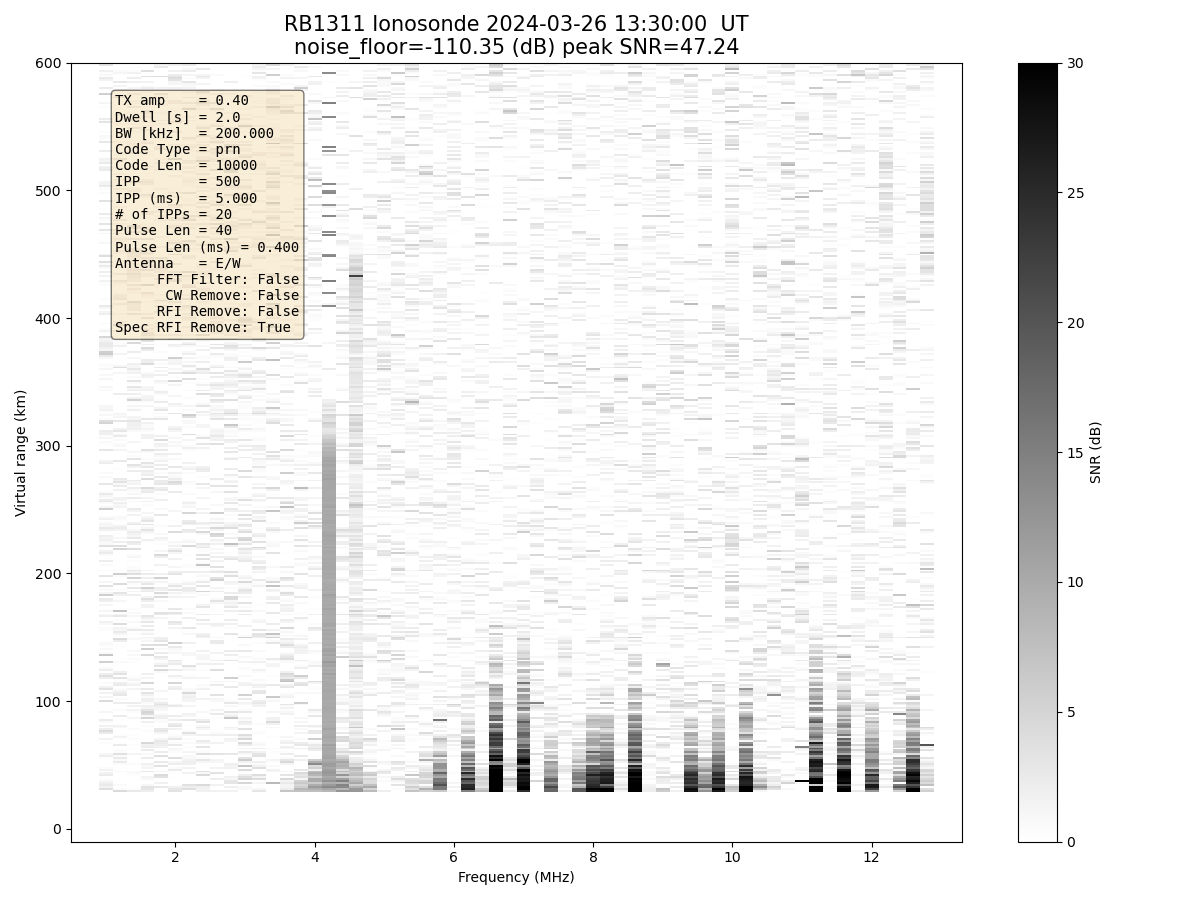 RB1311 Ionosonde 2024-03-26 13:30:00  UT
noise_floor=-110.35 (dB) peak SNR=47.24
600
500
400
300
200
100
0
Virtual range (km)
TX amp    = 0.40
Dwell [s] = 2.0
BW [kHz]  = 200.000
Code Type = prn
Code Len  = 10000
IPP       = 500
IPP (ms)  = 5.000
# of IPPs = 20
Pulse Len = 40
Pulse Len (ms) = 0.400
Antenna   = E/W
FFT Filter: False
CW Remove: False
RFI Remove: False
Spec RFI Remove: True
2 4 6 8 10 12
Frequency (MHz)
30
25
20
15
10
5
0
SNR (dB)